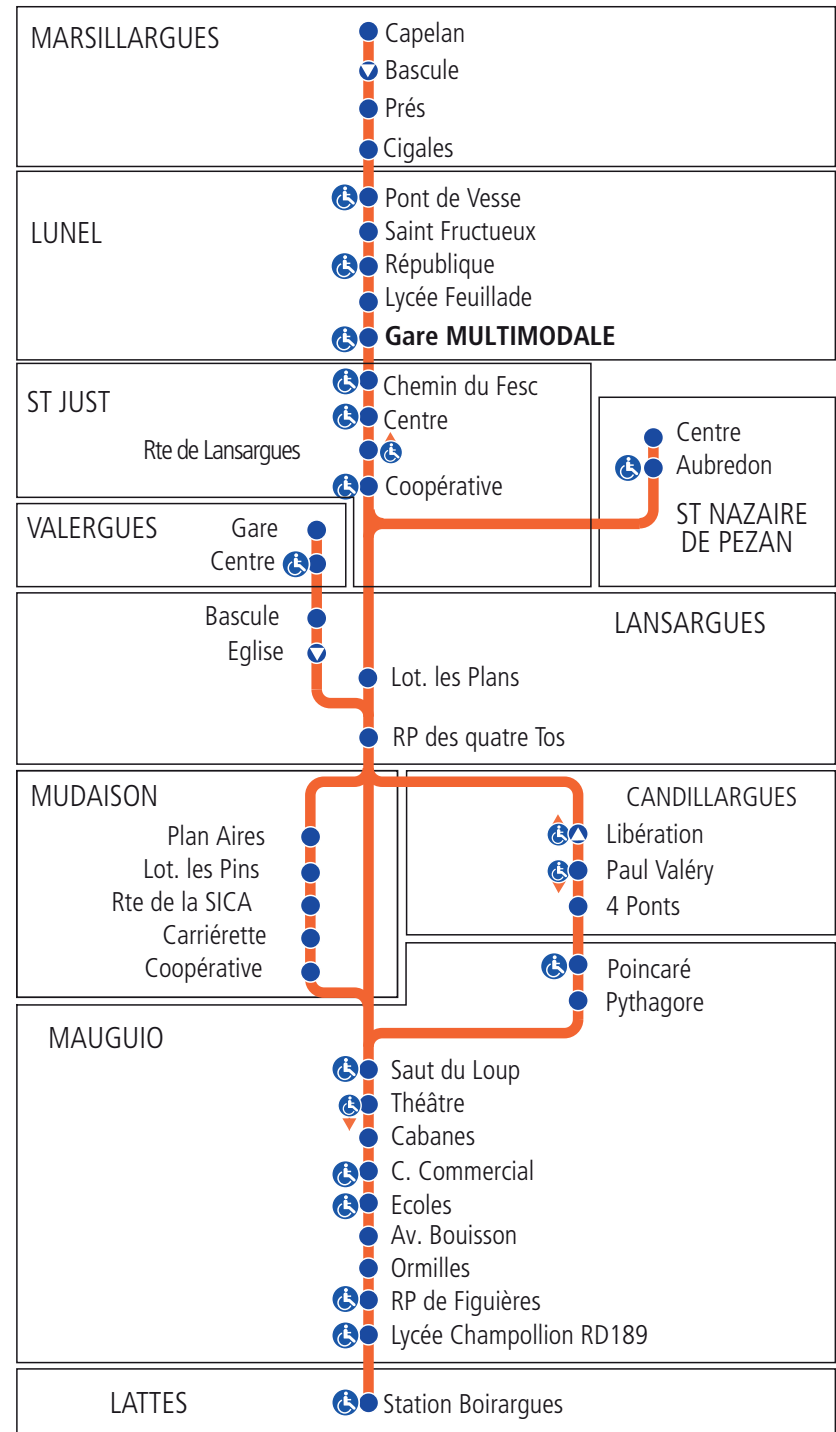 MARSILLARGUES
Capelan
Bascule
Prés
Cigales
LUNEL
Pont de Vesse
Saint Fructueux
République
Lycée Feuillade
Gare MULTIMODALE
ST JUST
Chemin du Fesc
Centre
Rte de Lansargues
Coopérative
Centre
Aubredon
ST NAZAIRE
DE PEZAN
VALERGUES
Gare
Centre
LANSARGUES
Bascule
Eglise
Lot. les Plans
RP des quatre Tos
MUDAISON
Plan Aires
Lot. les Pins
Rte de la SICA
Carriérette
Coopérative
CANDILLARGUES
Libération
Paul Valéry
4 Ponts
Poincaré
Pythagore
MAUGUIO
Saut du Loup
Théâtre
Cabanes
C. Commercial
Ecoles
Av. Bouisson
Ormilles
RP de Figuières
Lycée Champollion RD189
LATTES
Station Boirargues